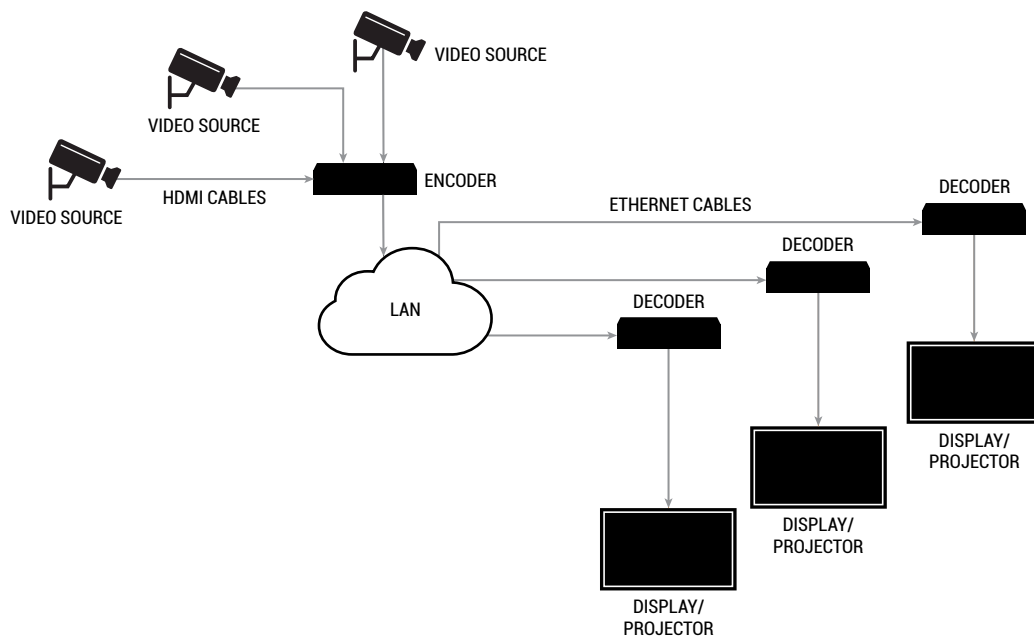 VIDEO SOURCE
VIDEO SOURCE
VIDEO SOURCE
HDMI CABLES
ENCODER
LAN
ETHERNET CABLES
DECODER
DECODER
DECODER
DISPLAY/
PROJECTOR
DISPLAY/
PROJECTOR
DISPLAY/
PROJECTOR